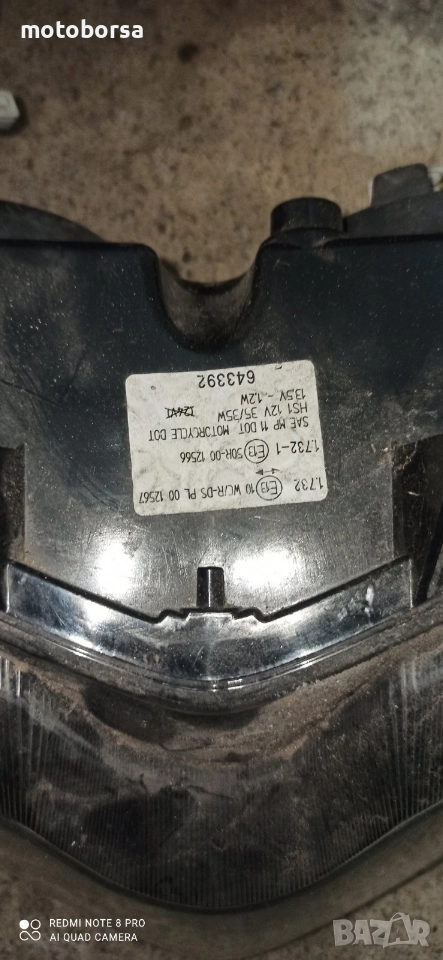 motoborsa
1.732 E13 10 WC/R-DS PL 00 12567
1.732-1 E13 50R-00 12566
SAE MP 11 DOT MOTORCYCLE DOT
HS1 12V 35/35W
13.5V - 1.2W
643392
REDMI NOTE 8 PRO
AI QUAD CAMERA
BAZAR